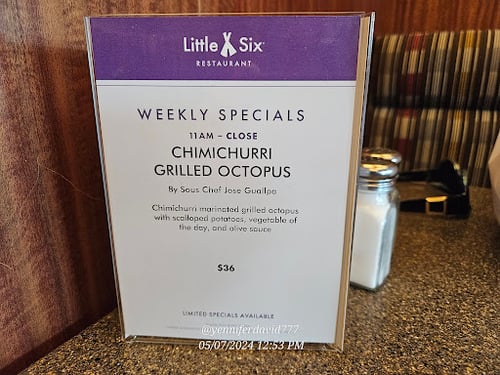 Little Six
RESTAURANT
WEEKLY SPECIALS
11AM – CLOSE
CHIMICHURRI
GRILLED OCTOPUS
By Sous Chef Jose Guallpa
Chimichurri marinated grilled octopus
with scalloped potatoes, vegetable of
the day, and olive sauce
$36
LIMITED SPECIALS AVAILABLE
@yenniferdavid777
05/07/2024 12:53 PM